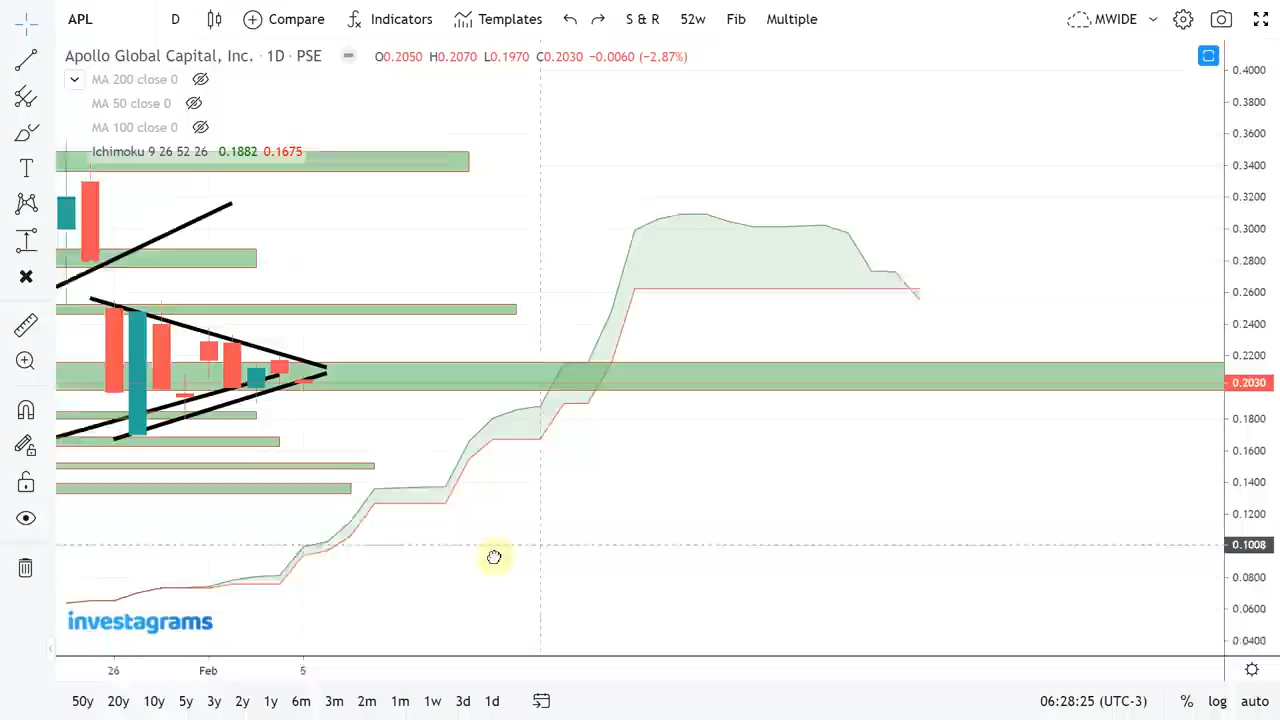 APL D Compare Indicators Templates S & R 52w Fib Multiple MWIDE
Apollo Global Capital, Inc. · 1D · PSE O0.2050 H0.2070 L0.1970 C0.2030 −0.0060 (−2.87%)
MA 200 close 0
MA 50 close 0
MA 100 close 0
Ichimoku 9 26 52 26 0.1882 0.1675
0.4000
0.3800
0.3600
0.3400
0.3200
0.3000
0.2800
0.2600
0.2400
0.2200
0.2030
0.1800
0.1600
0.1400
0.1200
0.1008
0.0800
0.0600
0.0400
investagrams
26 Feb 5
50y 20y 10y 5y 3y 2y 1y 6m 3m 2m 1m 1w 3d 1d 06:28:25 (UTC-3) % log auto